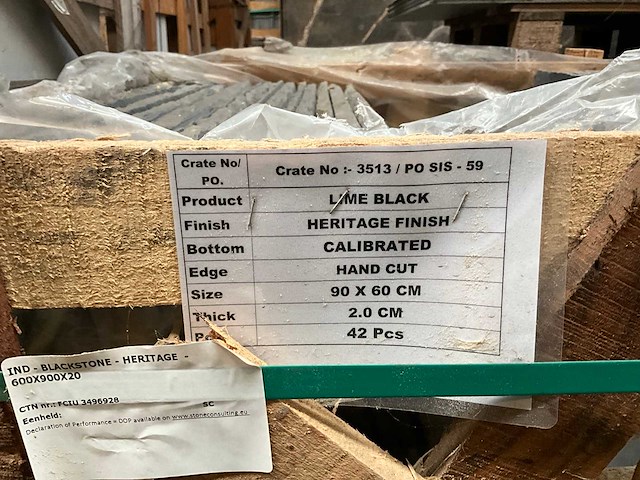 Crate No/ PO. Crate No :- 3513 / PO SIS - 59
Product LIME BLACK
Finish HERITAGE FINISH
Bottom CALIBRATED
Edge HAND CUT
Size 90 X 60 CM
Thick 2.0 CM
42 Pcs
IND - BLACKSTONE - HERITAGE -
600X900X20
CTN nr.: FCIU 3496928 SC
Eenheld:
Declaration of Performance = DOP available on www.stoneconsulting.eu